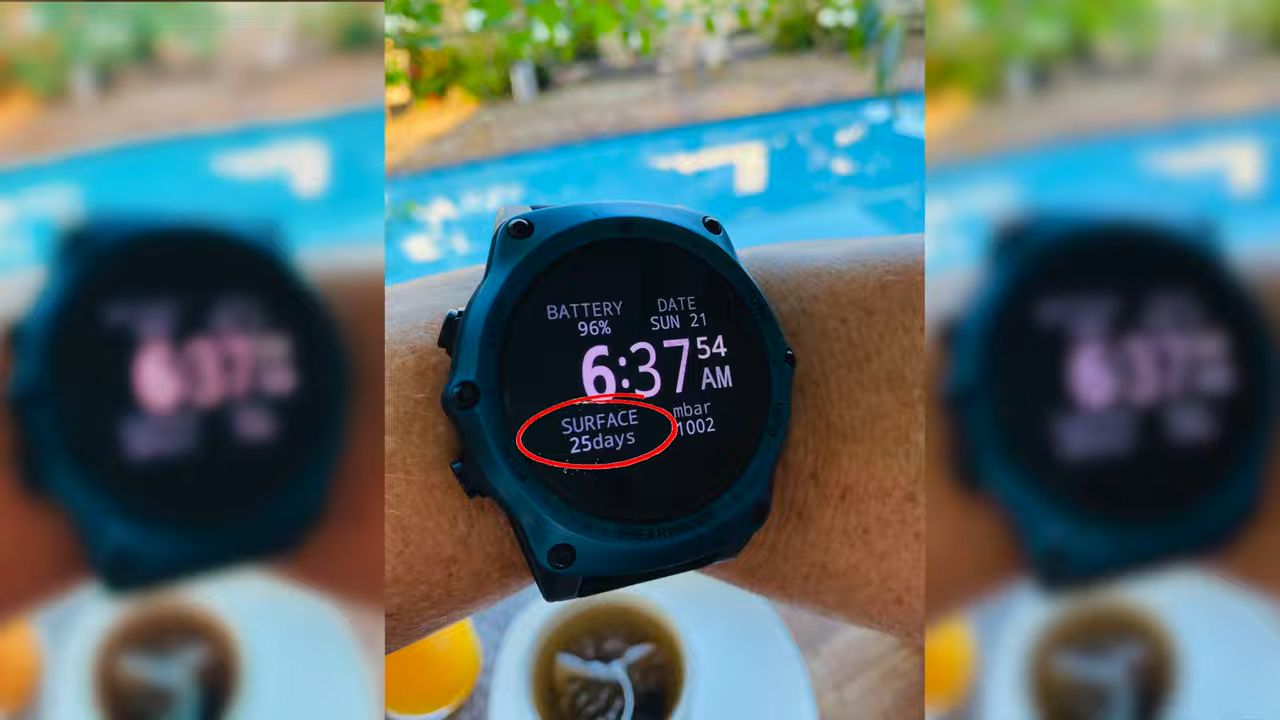 BATTERY DATE
96% SUN 21
6:37 54
AM
SURFACE mbar
25days 1002